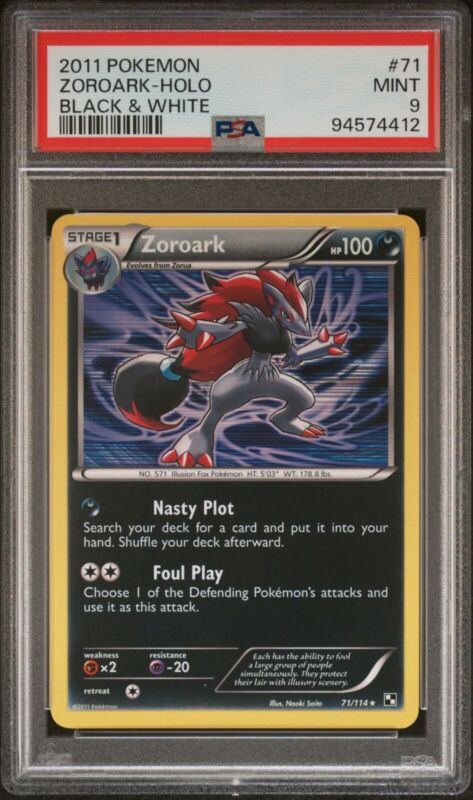 2011 POKEMON #71
ZOROARK-HOLO MINT
BLACK & WHITE 9
PSA 94574412
STAGE1 Zoroark HP100
Evolves from Zorua
NO. 571 Illusion Fox Pokémon HT: 5'03" WT: 178.8 lbs.
Nasty Plot
Search your deck for a card and put it into your
hand. Shuffle your deck afterward.
Foul Play
Choose 1 of the Defending Pokémon's attacks and
use it as this attack.
weakness resistance
×2 -20
retreat
Each has the ability to fool
a large group of people
simultaneously. They protect
their lair with illusory scenery.
©2011 Pokémon Illus. Naoki Saito 71/114 ★
PSA